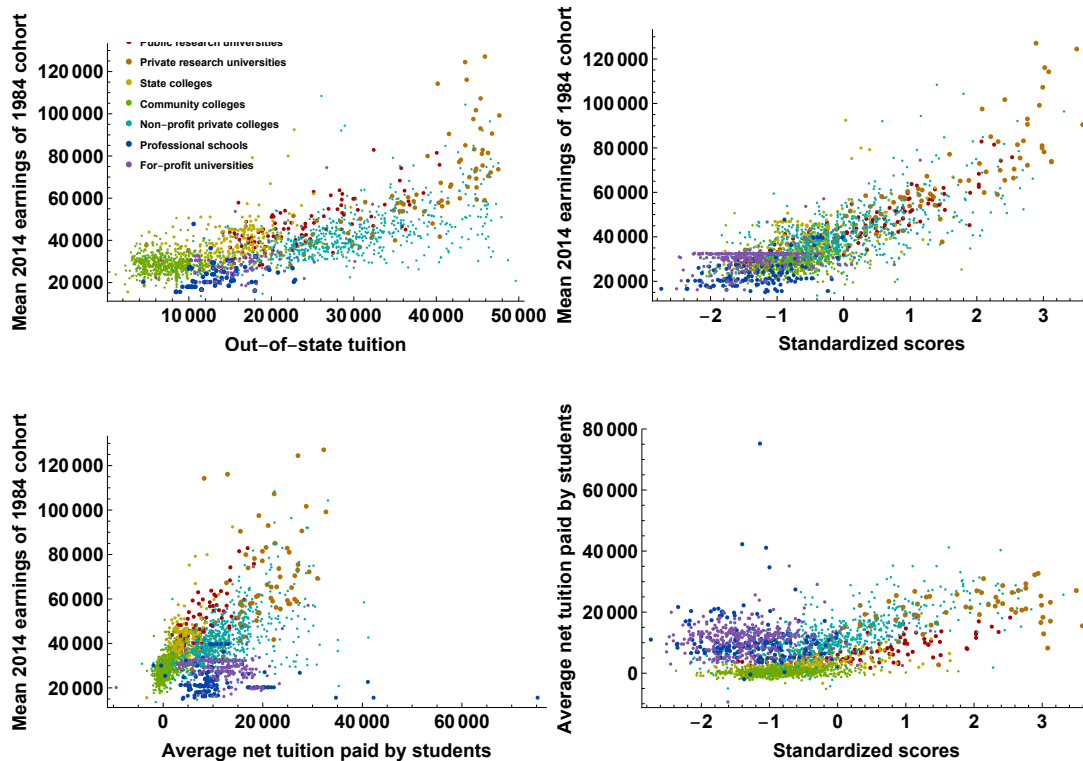 Mean 2014 earnings of 1984 cohort
120 000
100 000
80 000
60 000
40 000
20 000
Public research universities
Private research universities
State colleges
Community colleges
Non-profit private colleges
Professional schools
For-profit universities
10 000 20 000 30 000 40 000 50 000
Out-of-state tuition
Mean 2014 earnings of 1984 cohort
120 000
100 000
80 000
60 000
40 000
20 000
-2 -1 0 1 2 3
Standardized scores
Mean 2014 earnings of 1984 cohort
120 000
100 000
80 000
60 000
40 000
20 000
0 20 000 40 000 60 000
Average net tuition paid by students
Average net tuition paid by students
80 000
60 000
40 000
20 000
0
-2 -1 0 1 2 3
Standardized scores